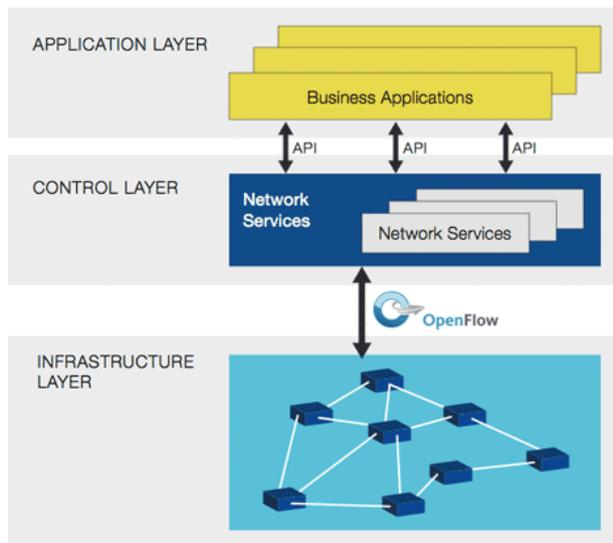 APPLICATION LAYER
Business Applications
API
API
API
CONTROL LAYER
Network
Services
Network Services
OpenFlow
INFRASTRUCTURE
LAYER